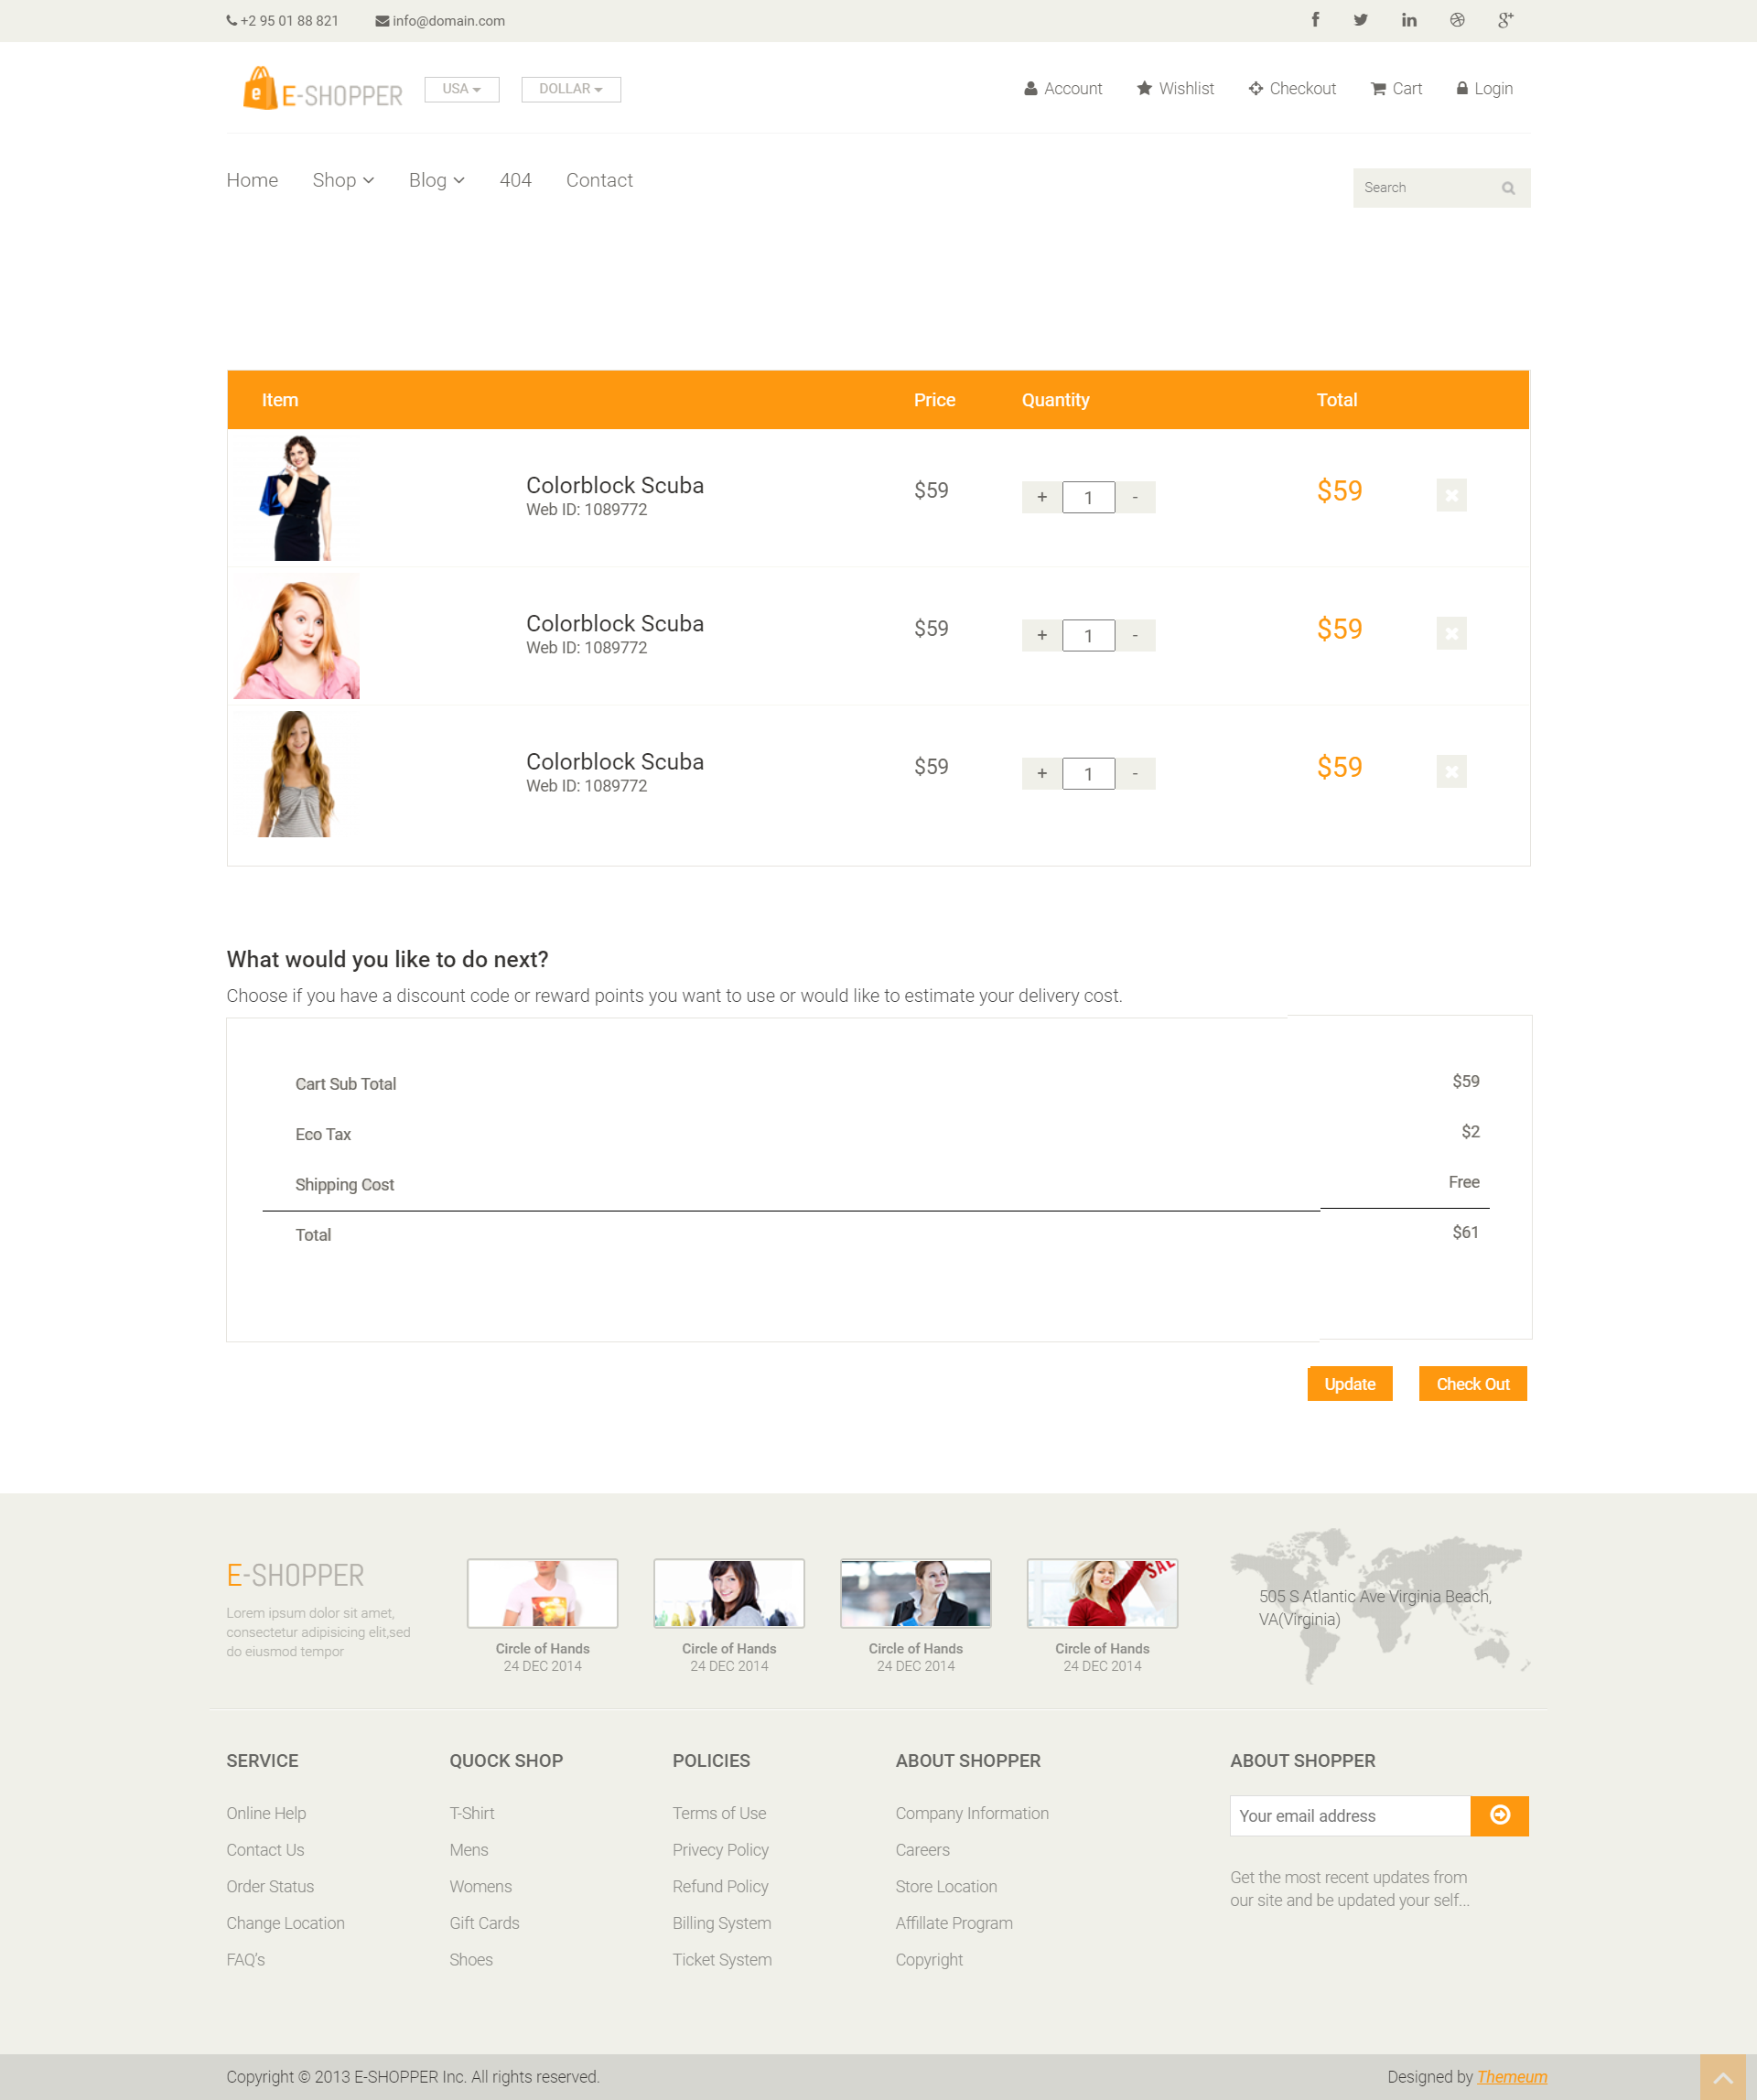 +2 95 01 88 821 info@domain.com
E-SHOPPER USA DOLLAR Account Wishlist Checkout Cart Login
Home Shop Blog 404 Contact Search
Item Price Quantity Total
Colorblock Scuba
Web ID: 1089772
$59 + 1 - $59
Colorblock Scuba
Web ID: 1089772
$59 + 1 - $59
Colorblock Scuba
Web ID: 1089772
$59 + 1 - $59
What would you like to do next?
Choose if you have a discount code or reward points you want to use or would like to estimate your delivery cost.
Cart Sub Total $59
Eco Tax $2
Shipping Cost Free
Total $61
Update Check Out
E-SHOPPER
Lorem ipsum dolor sit amet,
consectetur adipisicing elit,sed
do eiusmod tempor
Circle of Hands
24 DEC 2014
Circle of Hands
24 DEC 2014
Circle of Hands
24 DEC 2014
SALE
Circle of Hands
24 DEC 2014
505 S Atlantic Ave Virginia Beach,
VA(Virginia)
SERVICE
Online Help
Contact Us
Order Status
Change Location
FAQ's
QUOCK SHOP
T-Shirt
Mens
Womens
Gift Cards
Shoes
POLICIES
Terms of Use
Privecy Policy
Refund Policy
Billing System
Ticket System
ABOUT SHOPPER
Company Information
Careers
Store Location
Affillate Program
Copyright
ABOUT SHOPPER
Your email address
Get the most recent updates from
our site and be updated your self...
Copyright © 2013 E-SHOPPER Inc. All rights reserved. Designed by Themeum